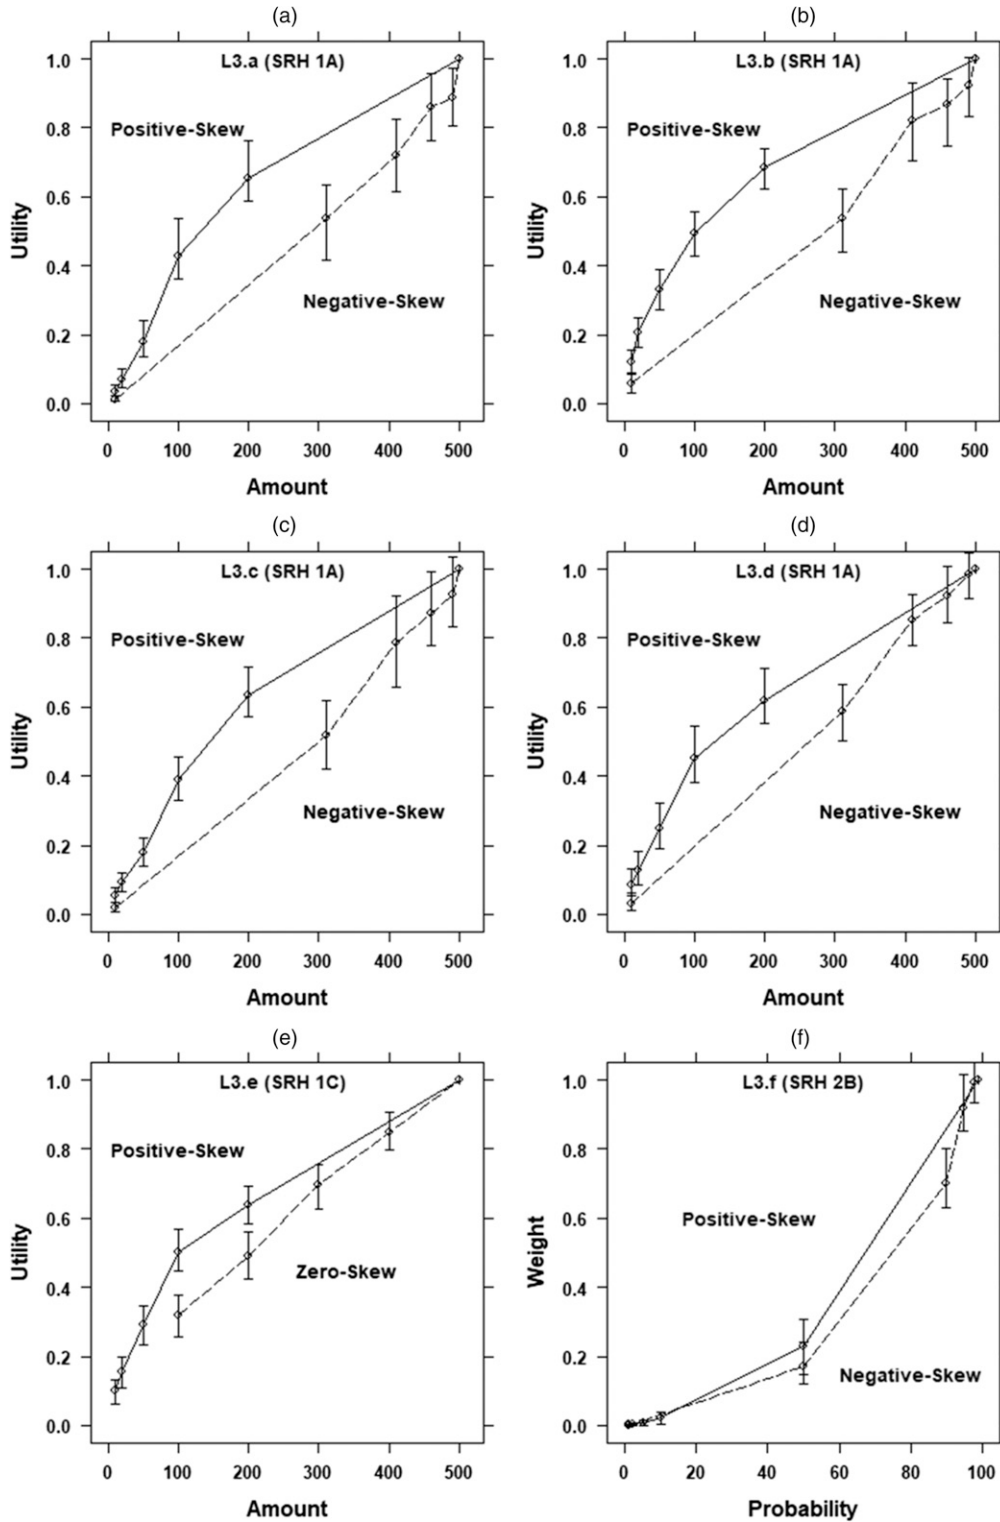 (a)
L3.a (SRH 1A)
1.0
0.8
0.6
0.4
0.2
0.0
Utility
Positive-Skew
Negative-Skew
0 100 200 300 400 500
Amount
(b)
L3.b (SRH 1A)
1.0
0.8
0.6
0.4
0.2
0.0
Utility
Positive-Skew
Negative-Skew
0 100 200 300 400 500
Amount
(c)
L3.c (SRH 1A)
1.0
0.8
0.6
0.4
0.2
0.0
Utility
Positive-Skew
Negative-Skew
0 100 200 300 400 500
Amount
(d)
L3.d (SRH 1A)
1.0
0.8
0.6
0.4
0.2
0.0
Utility
Positive-Skew
Negative-Skew
0 100 200 300 400 500
Amount
(e)
L3.e (SRH 1C)
1.0
0.8
0.6
0.4
0.2
0.0
Utility
Positive-Skew
Zero-Skew
0 100 200 300 400 500
Amount
(f)
L3.f (SRH 2B)
1.0
0.8
0.6
0.4
0.2
0.0
Weight
Positive-Skew
Negative-Skew
0 20 40 60 80 100
Probability